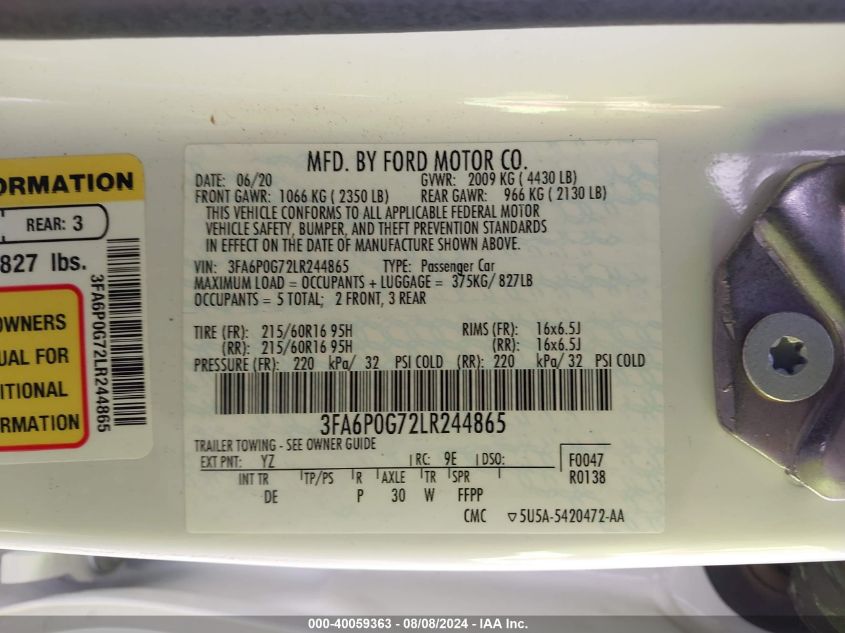 ORMATION
REAR: 3
827 lbs.
3FA6P0G72LR244865
OWNERS
UAL FOR
ITIONAL
ORMATION
MFD. BY FORD MOTOR CO.
DATE: 06/20 GVWR: 2009 KG ( 4430 LB)
FRONT GAWR: 1066 KG ( 2350 LB) REAR GAWR: 966 KG ( 2130 LB)
THIS VEHICLE CONFORMS TO ALL APPLICABLE FEDERAL MOTOR
VEHICLE SAFETY, BUMPER, AND THEFT PREVENTION STANDARDS
IN EFFECT ON THE DATE OF MANUFACTURE SHOWN ABOVE.
VIN: 3FA6P0G72LR244865 TYPE: Passenger Car
MAXIMUM LOAD = OCCUPANTS + LUGGAGE = 375KG/ 827LB
OCCUPANTS = 5 TOTAL; 2 FRONT, 3 REAR
TIRE (FR): 215/60R16 95H RIMS (FR): 16x6.5J
(RR): 215/60R16 95H (RR): 16x6.5J
PRESSURE (FR): 220 kPa/ 32 PSI COLD (RR): 220 kPa/ 32 PSI COLD
3FA6P0G72LR244865
TRAILER TOWING - SEE OWNER GUIDE
EXT PNT: YZ RC: 9E DSO: F0047
INT TR TP/PS R AXLE TR SPR R0138
DE P 30 W FFPP
CMC ▽5U5A-5420472-AA
000-40059363 - 08/08/2024 - IAA Inc.